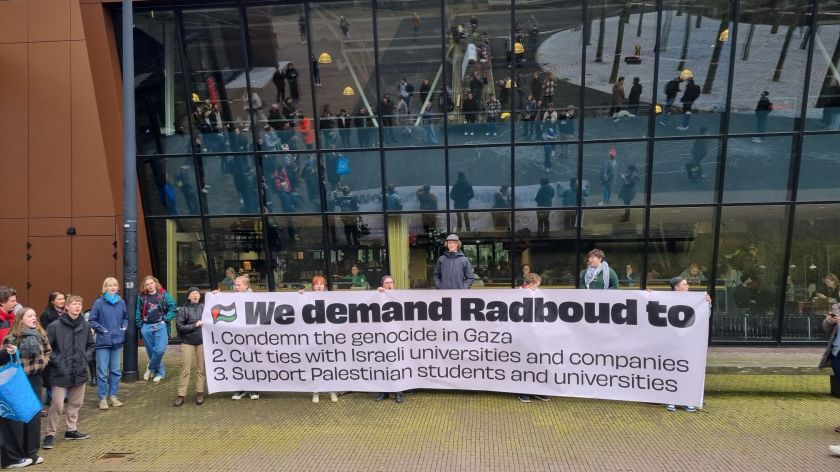 We demand Radboud to
1. Condemn the genocide in Gaza
2. Cut ties with Israeli universities and companies
3. Support Palestinian students and universities